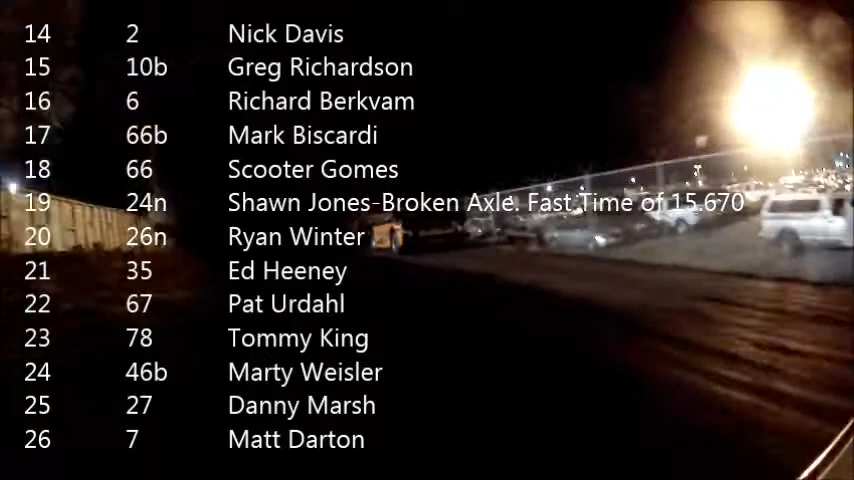 14 2 Nick Davis
15 10b Greg Richardson
16 6 Richard Berkvam
17 66b Mark Biscardi
18 66 Scooter Gomes
19 24n Shawn Jones-Broken Axle. Fast Time of 15.670
20 26n Ryan Winter
21 35 Ed Heeney
22 67 Pat Urdahl
23 78 Tommy King
24 46b Marty Weisler
25 27 Danny Marsh
26 7 Matt Darton